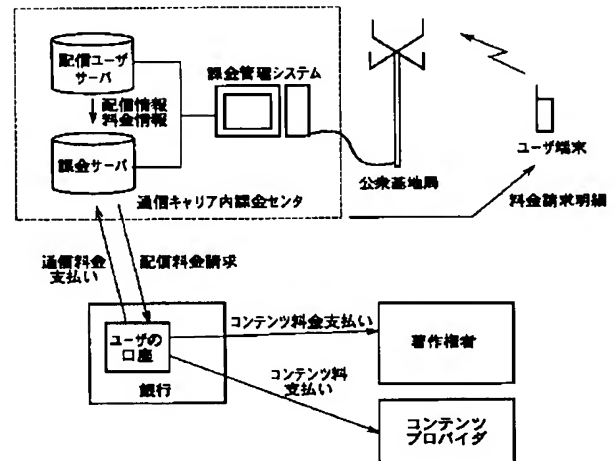 配信ユーザ
サーバ
配信情報
料金情報
課金サーバ
課金管理システム
通信キャリア内課金センタ
公衆基地局
ユーザ端末
料金請求明細
通信料金
支払い
配信料金請求
ユーザの
口座
銀行
コンテンツ料金支払い
著作権者
コンテンツ料
支払い
コンテンツ
プロバイダ